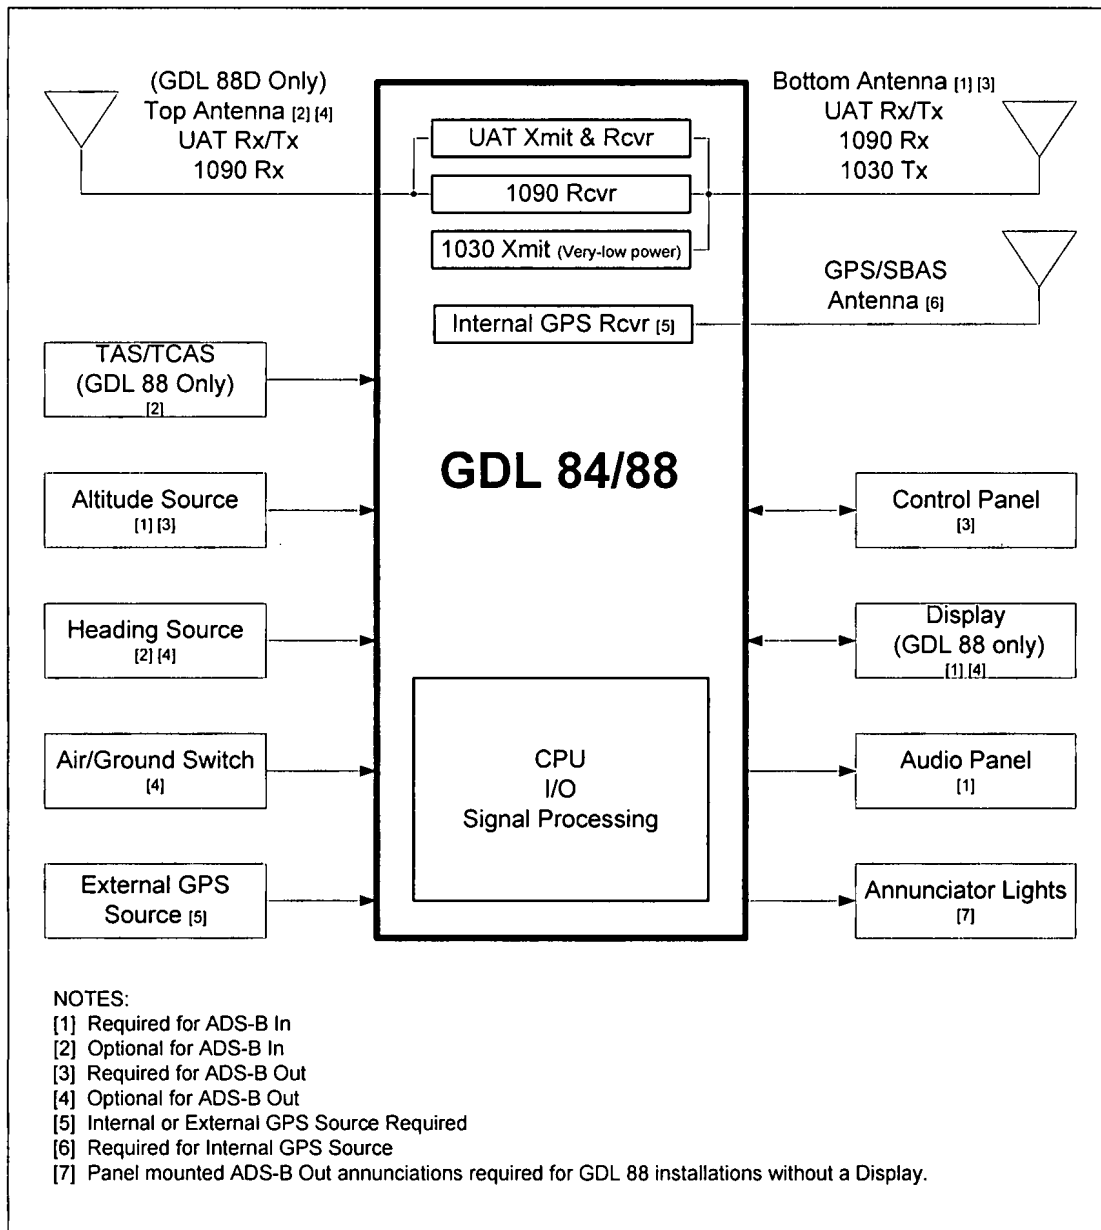 (GDL 88D Only)
Top Antenna [2] [4]
UAT Rx/Tx
1090 Rx
UAT Xmit & Rcvr
1090 Rcvr
1030 Xmit (Very-low power)
Internal GPS Rcvr [5]
Bottom Antenna [1] [3]
UAT Rx/Tx
1090 Rx
1030 Tx
GPS/SBAS
Antenna [6]
TAS/TCAS
(GDL 88 Only)
[2]
Altitude Source
[1] [3]
Heading Source
[2] [4]
Air/Ground Switch
[4]
External GPS
Source [5]
GDL 84/88
CPU
I/O
Signal Processing
Control Panel
[3]
Display
(GDL 88 only)
[1] [4]
Audio Panel
[1]
Annunciator Lights
[7]
NOTES:
[1] Required for ADS-B In
[2] Optional for ADS-B In
[3] Required for ADS-B Out
[4] Optional for ADS-B Out
[5] Internal or External GPS Source Required
[6] Required for Internal GPS Source
[7] Panel mounted ADS-B Out annunciations required for GDL 88 installations without a Display.